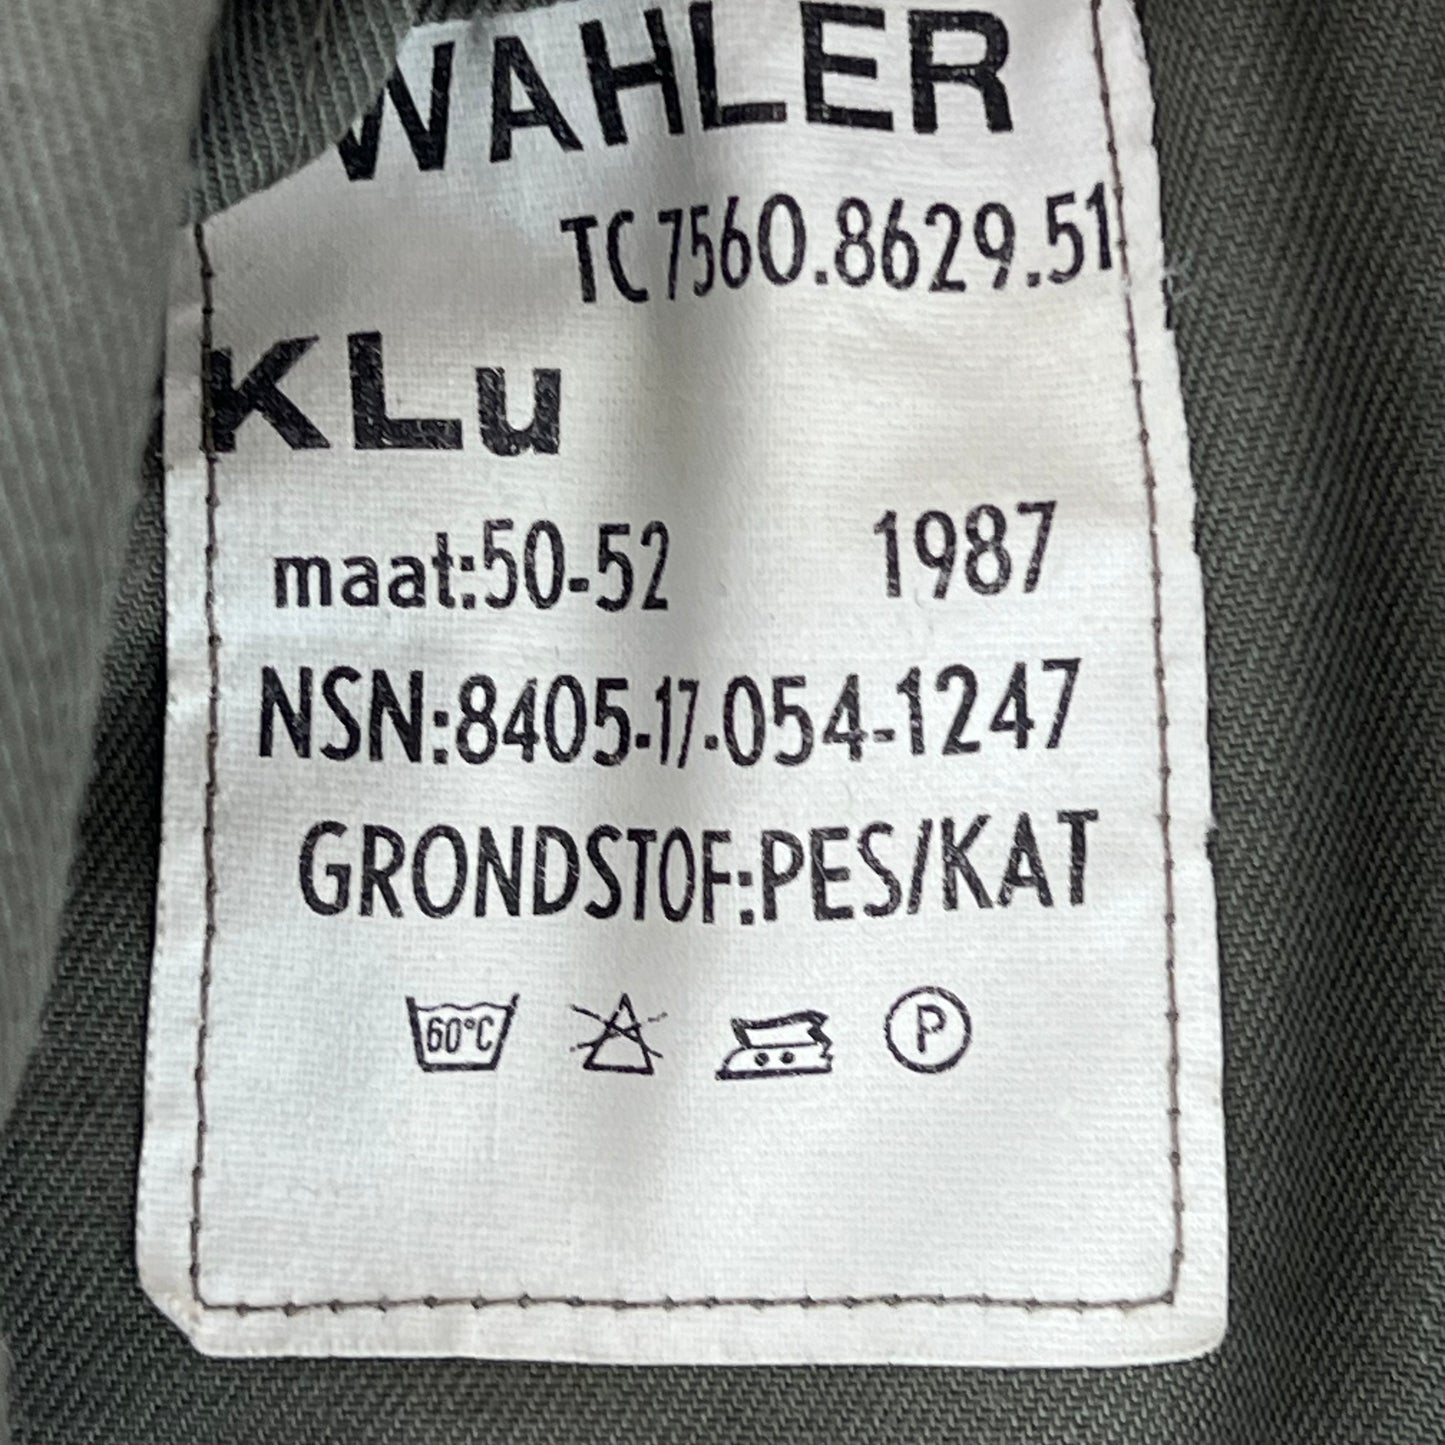 WAHLER
TC 7560.8629.51
KLu
maat:50-52 1987
NSN:8405-17-054-1247
GRONDSTOF:PES/KAT
60°C P